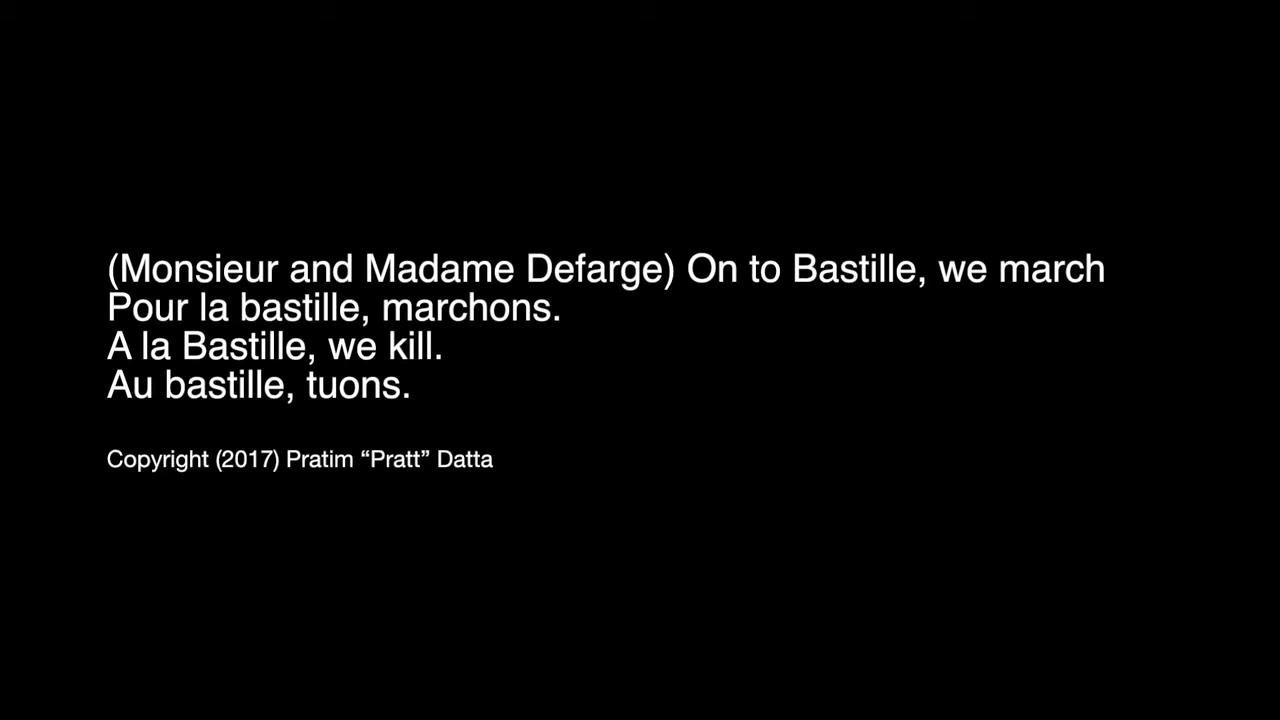 (Monsieur and Madame Defarge) On to Bastille, we march
Pour la bastille, marchons.
A la Bastille, we kill.
Au bastille, tuons.
Copyright (2017) Pratim “Pratt” Datta